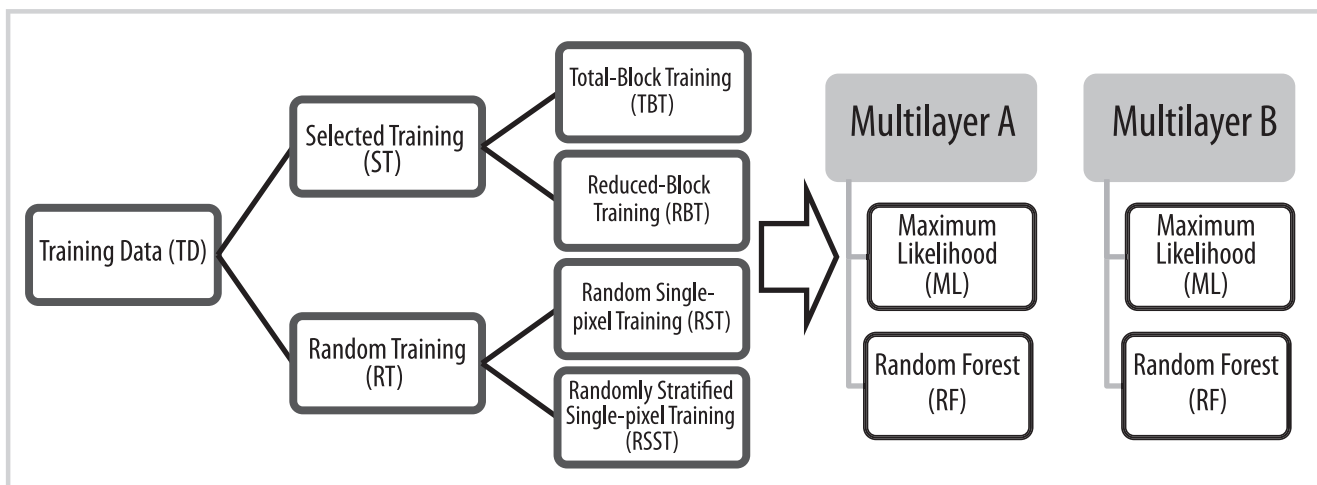 Training Data (TD)
Selected Training
(ST)
Random Training
(RT)
Total-Block Training
(TBT)
Reduced-Block
Training (RBT)
Random Single-
pixel Training (RST)
Randomly Stratified
Single-pixel Training
(RSST)
Multilayer A
Maximum
Likelihood
(ML)
Random Forest
(RF)
Multilayer B
Maximum
Likelihood
(ML)
Random Forest
(RF)